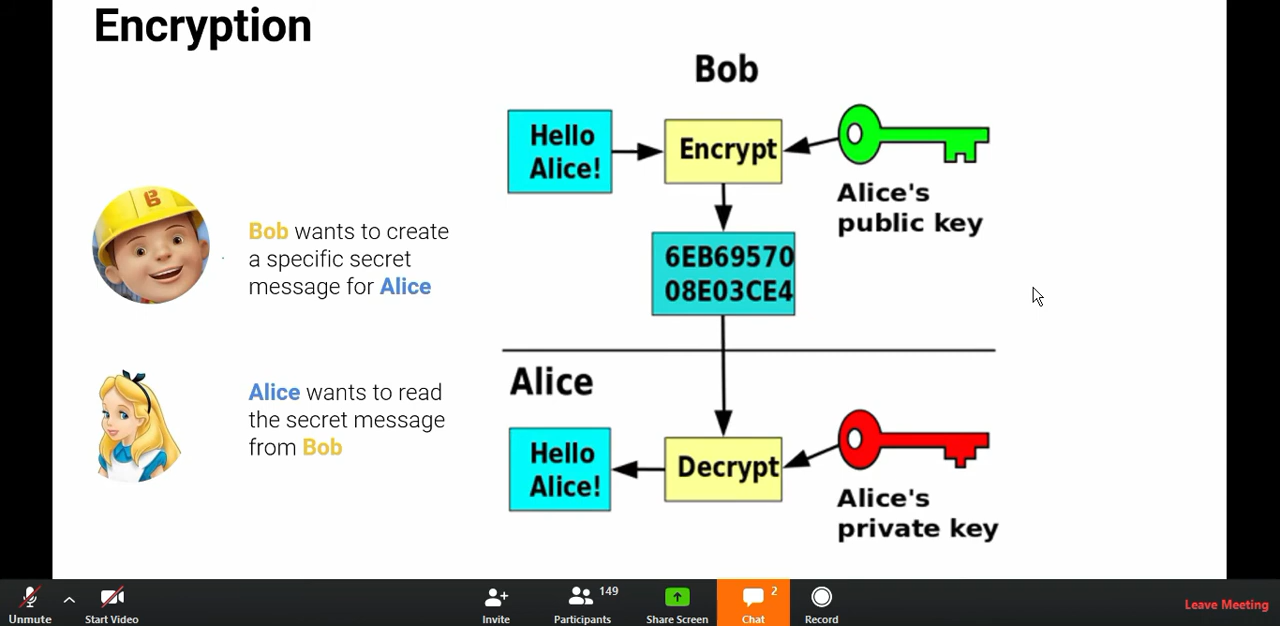 Encryption
Bob
Hello
Alice!
Encrypt
Alice's
public key
6EB69570
08E03CE4
B
Bob wants to create
a specific secret
message for Alice
Alice
Alice wants to read
the secret message
from Bob
Hello
Alice!
Decrypt
Alice's
private key
Unmute
Start Video
Invite
149
Participants
Share Screen
2
Chat
Record
Leave Meeting